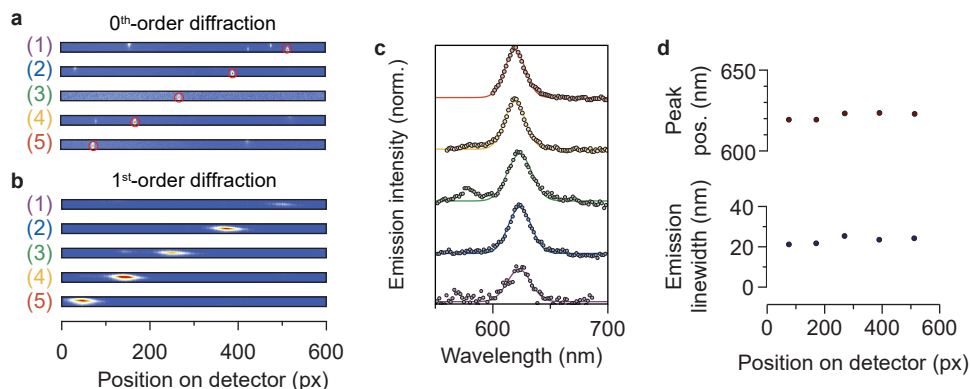 a
0th-order diffraction
(1)
(2)
(3)
(4)
(5)
b
1st-order diffraction
(1)
(2)
(3)
(4)
(5)
0 200 400 600
Position on detector (px)
c
Emission intensity (norm.)
600 700
Wavelength (nm)
d
Peak
pos. (nm)
650
600
Emission
linewidth (nm)
40
20
0
0 200 400 600
Position on detector (px)